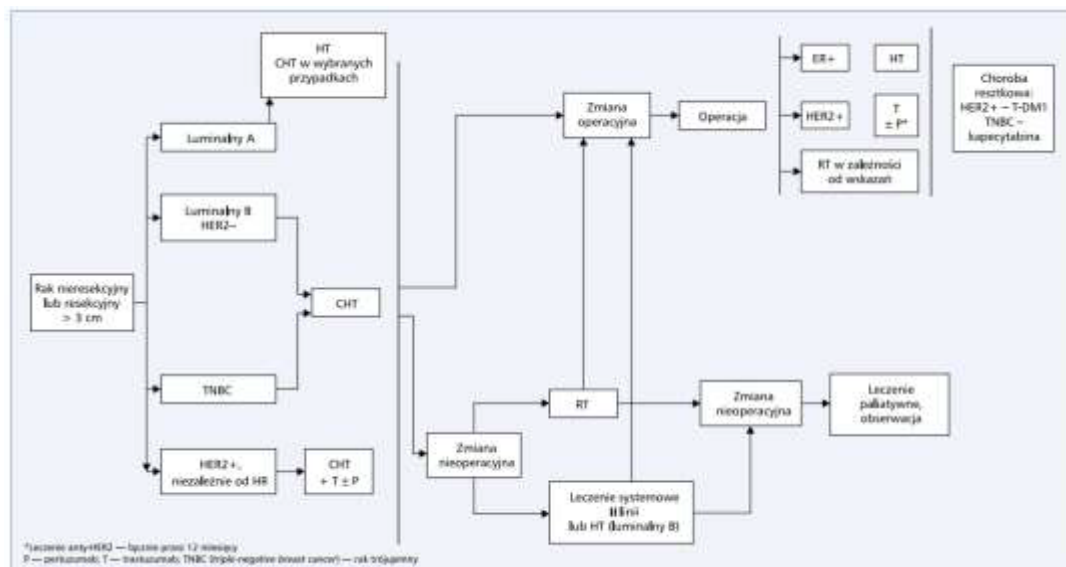 HT
CHT w wybranych
przypadkach
Luminalny A
Luminalny B
HER2–
Rak nieresekcyjny
lub resekcyjny
> 3 cm
CHT
TNBC
HER2+,
niezależnie od HR
CHT
+ T ± P
Zmiana
operacyjna
Operacja
ER+
HT
HER2+
T
± P*
RT w zależności
od wskazań
Choroba
resztkowa:
HER2+ – T-DM1
TNBC –
kapecytabina
Zmiana
nieoperacyjna
RT
Leczenie systemowe
II linii
lub HT (luminalny B)
Zmiana
nieoperacyjna
Leczenie
paliatywne,
obserwacja
*Leczenie anty-HER2 — łącznie przez 12 miesięcy
P — pertuzumab; T — trastuzumab; TNBC (triple-negative breast cancer) — rak trójujemny